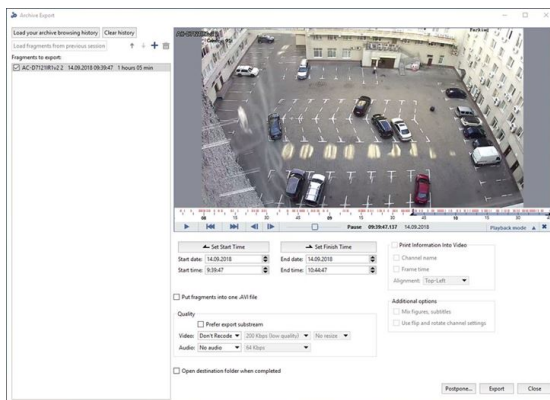 Archive Export
Load your archive browsing history Clear history
Load fragments from previous session
Fragments to export:
AC-D7121IR1v2 2 14.09.2018 09:39:47 1 hours 05 min
Parking
Pause 09:39:47.137 14.09.2018 Playback mode
Set Start Time Set Finish Time
Start date: 14.09.2018 End date: 14.09.2018
Start time: 9:39:47 End time: 10:44:47
Print Information Into Video
Channel name
Frame time
Alignment: Top-Left
Put fragments into one .AVI file
Additional options
Mix figures, subtitles
Use flip and rotate channel settings
Quality
Prefer export substream
Video: Don't Recode 200 Kbps (low quality) No resize
Audio: No audio 64 Kbps
Open destination folder when completed
Postpone... Export Close